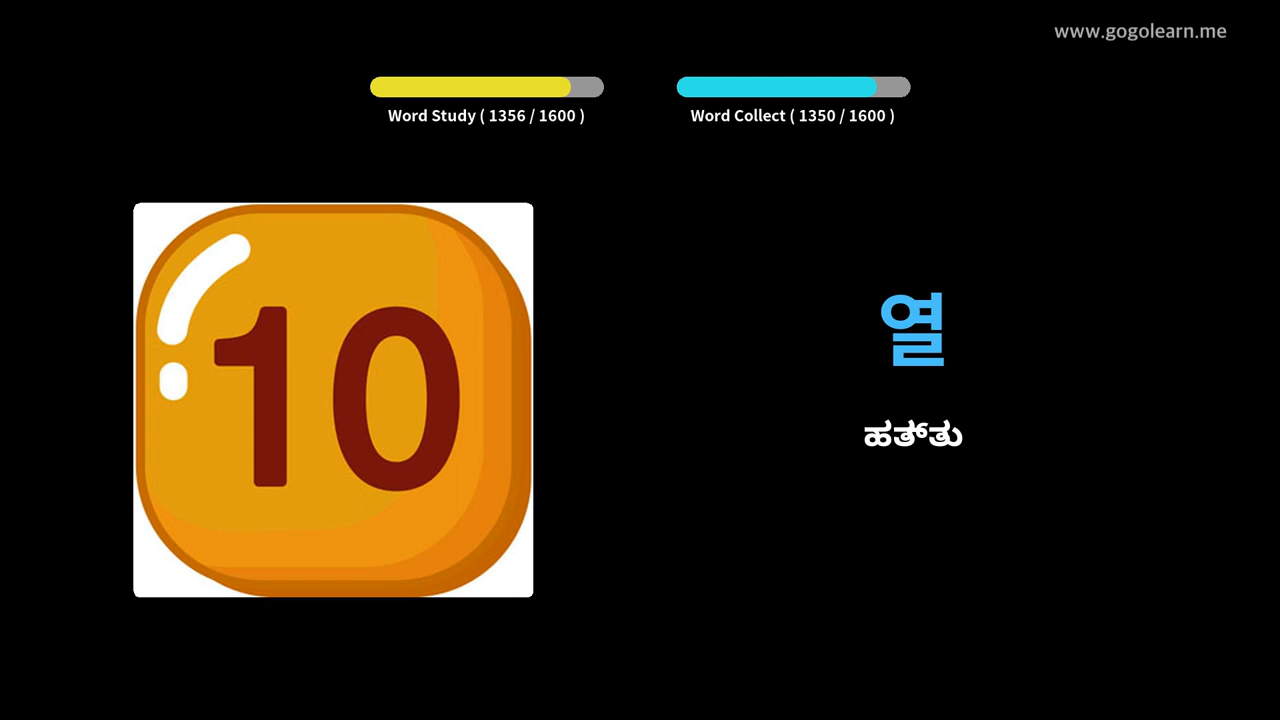 www.gogolearn.me
Word Study ( 1356 / 1600 )
Word Collect ( 1350 / 1600 )
10
열
ಹತ್ತು